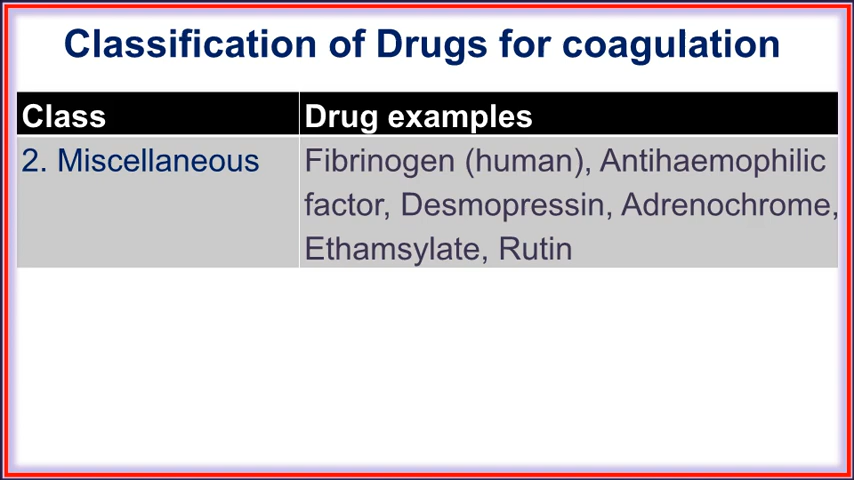 Classification of Drugs for coagulation
Class
Drug examples
2. Miscellaneous
Fibrinogen (human), Antihaemophilic
factor, Desmopressin, Adrenochrome,
Ethamsylate, Rutin